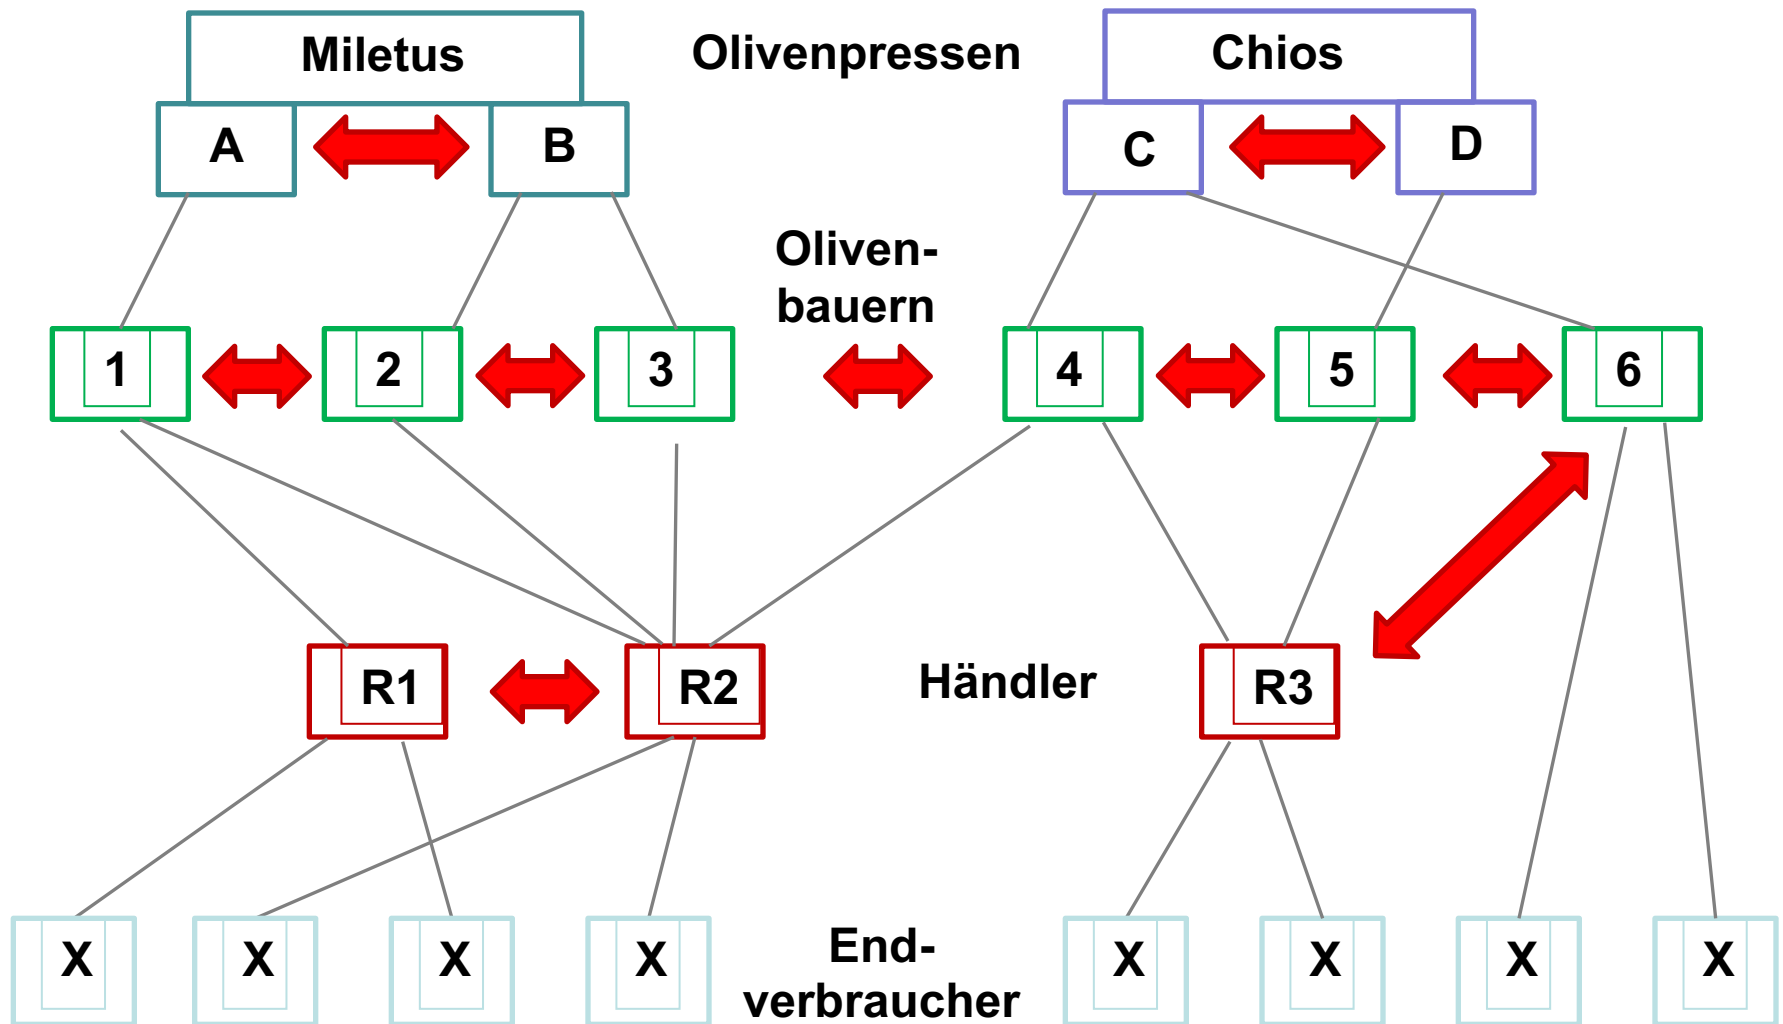 Miletus
Olivenpressen
Chios
A
B
C
D
Oliven-
bauern
1
2
3
4
5
6
R1
R2
Händler
R3
X
X
X
X
End-
verbraucher
X
X
X
X